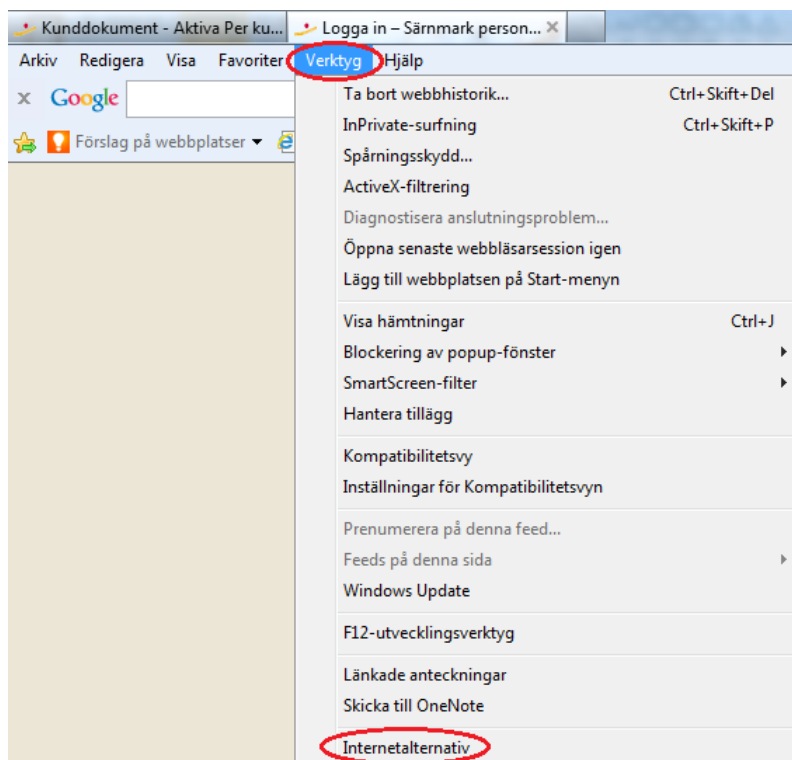 Kunddokument - Aktiva Per ku... Logga in – Särnmark person...
Arkiv Redigera Visa Favoriter Verktyg Hjälp
x Google
Förslag på webbplatser
Ta bort webbhistorik... Ctrl+Skift+Del
InPrivate-surfning Ctrl+Skift+P
Spårningsskydd...
ActiveX-filtrering
Diagnostisera anslutningsproblem...
Öppna senaste webbläsarsession igen
Lägg till webbplatsen på Start-menyn
Visa hämtningar Ctrl+J
Blockering av popup-fönster
SmartScreen-filter
Hantera tillägg
Kompatibilitetsvy
Inställningar för Kompatibilitetsvyn
Prenumerera på denna feed...
Feeds på denna sida
Windows Update
F12-utvecklingsverktyg
Länkade anteckningar
Skicka till OneNote
Internetalternativ